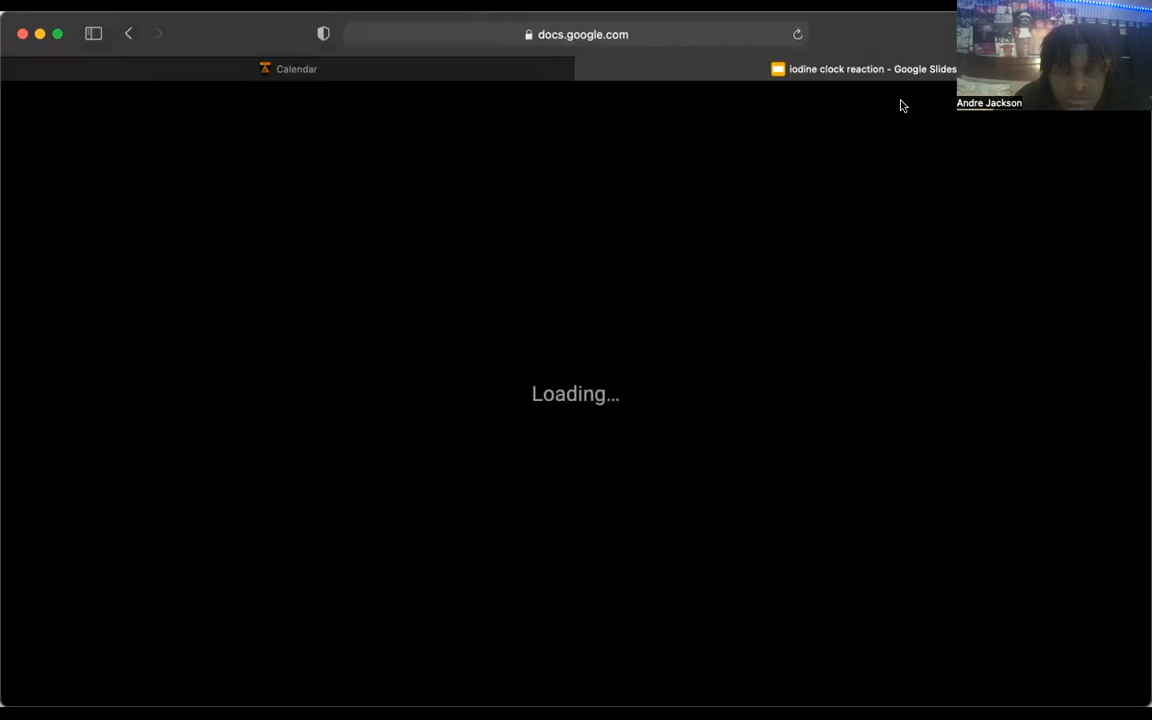 docs.google.com
Calendar
iodine clock reaction - Google Slides
Andre Jackson
Loading...